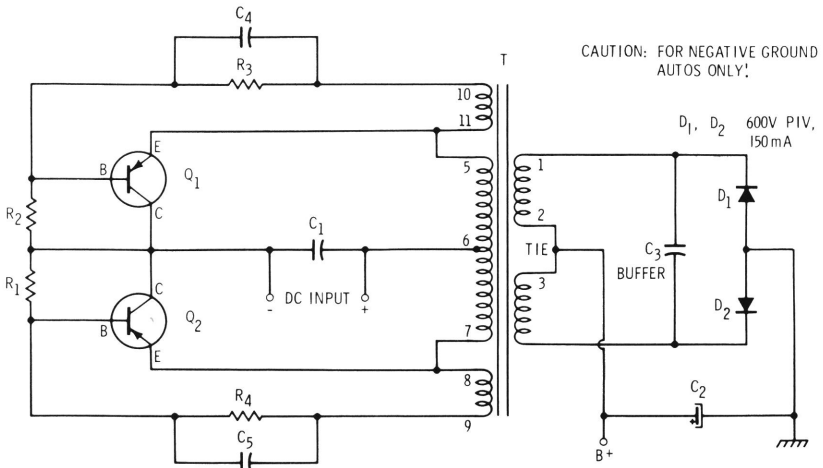 C4
R3
T
CAUTION: FOR NEGATIVE GROUND
AUTOS ONLY!
10
11
D1, D2 600V PIV,
150mA
E
B
Q1
C
5
1
D1
R2
C1
6
2
TIE
C3
BUFFER
R1
- DC INPUT +
3
C
B
Q2
E
7
D2
8
R4
9
C5
C2
+
B+